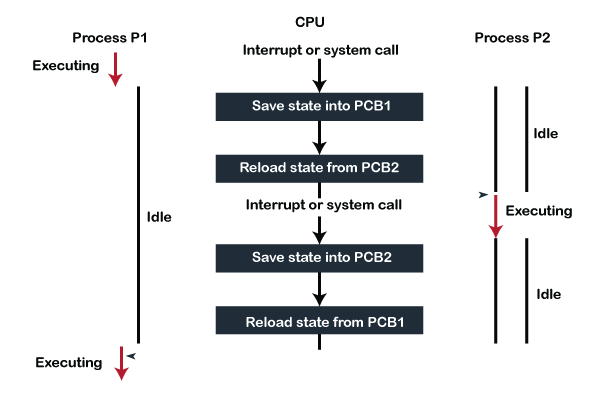 CPU
Process P1
Process P2
Interrupt or system call
Executing
Save state into PCB1
Idle
Reload state from PCB2
Interrupt or system call
Executing
Idle
Save state into PCB2
Idle
Reload state from PCB1
Executing